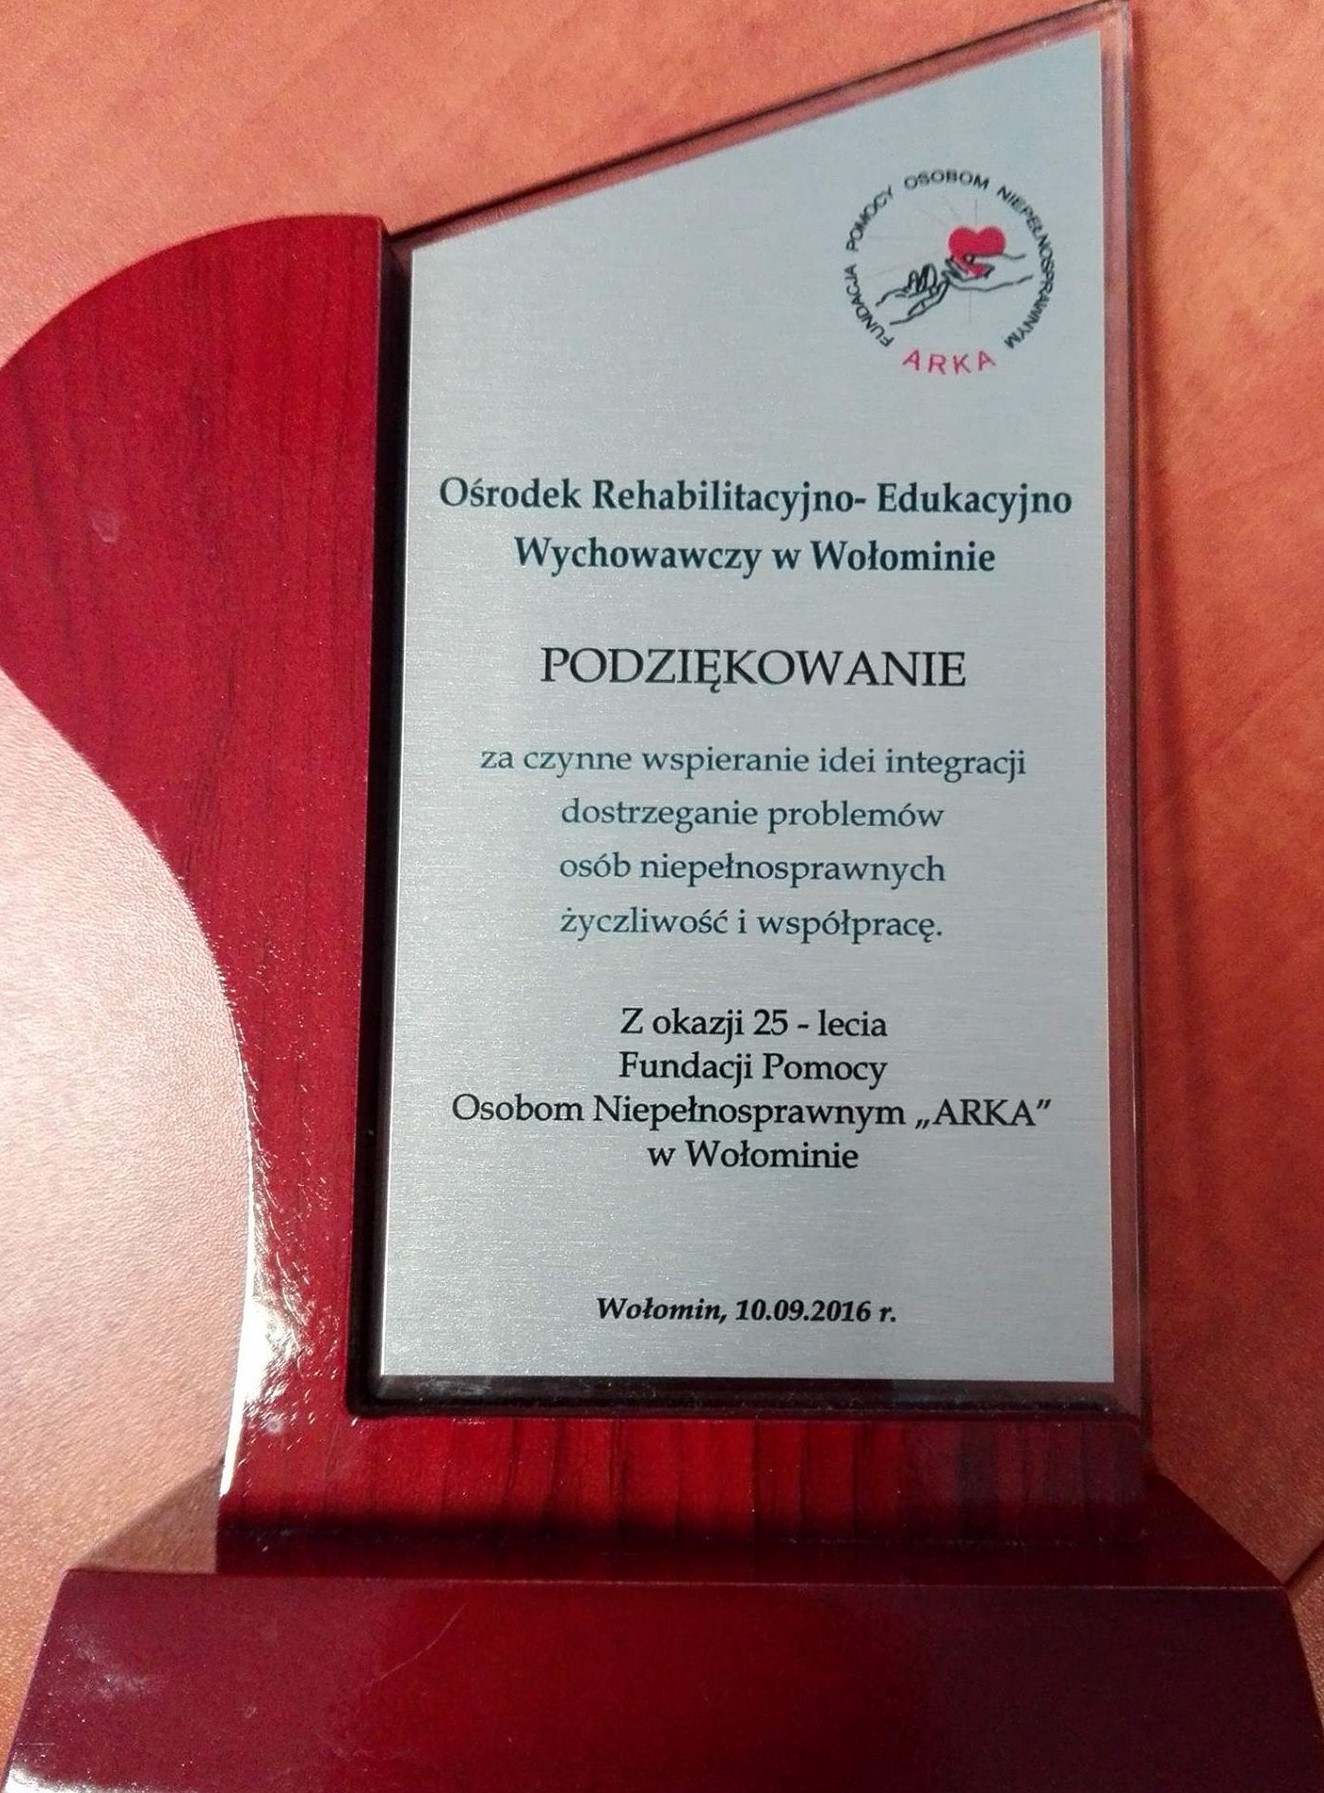 FUNDACJA POMOCY OSOBOM NIEPEŁNOSPRAWNYM
ARKA
Ośrodek Rehabilitacyjno- Edukacyjno
Wychowawczy w Wołominie
PODZIĘKOWANIE
za czynne wspieranie idei integracji
dostrzeganie problemów
osób niepełnosprawnych
życzliwość i współpracę.
Z okazji 25 - lecia
Fundacji Pomocy
Osobom Niepełnosprawnym „ARKA”
w Wołominie
Wołomin, 10.09.2016 r.